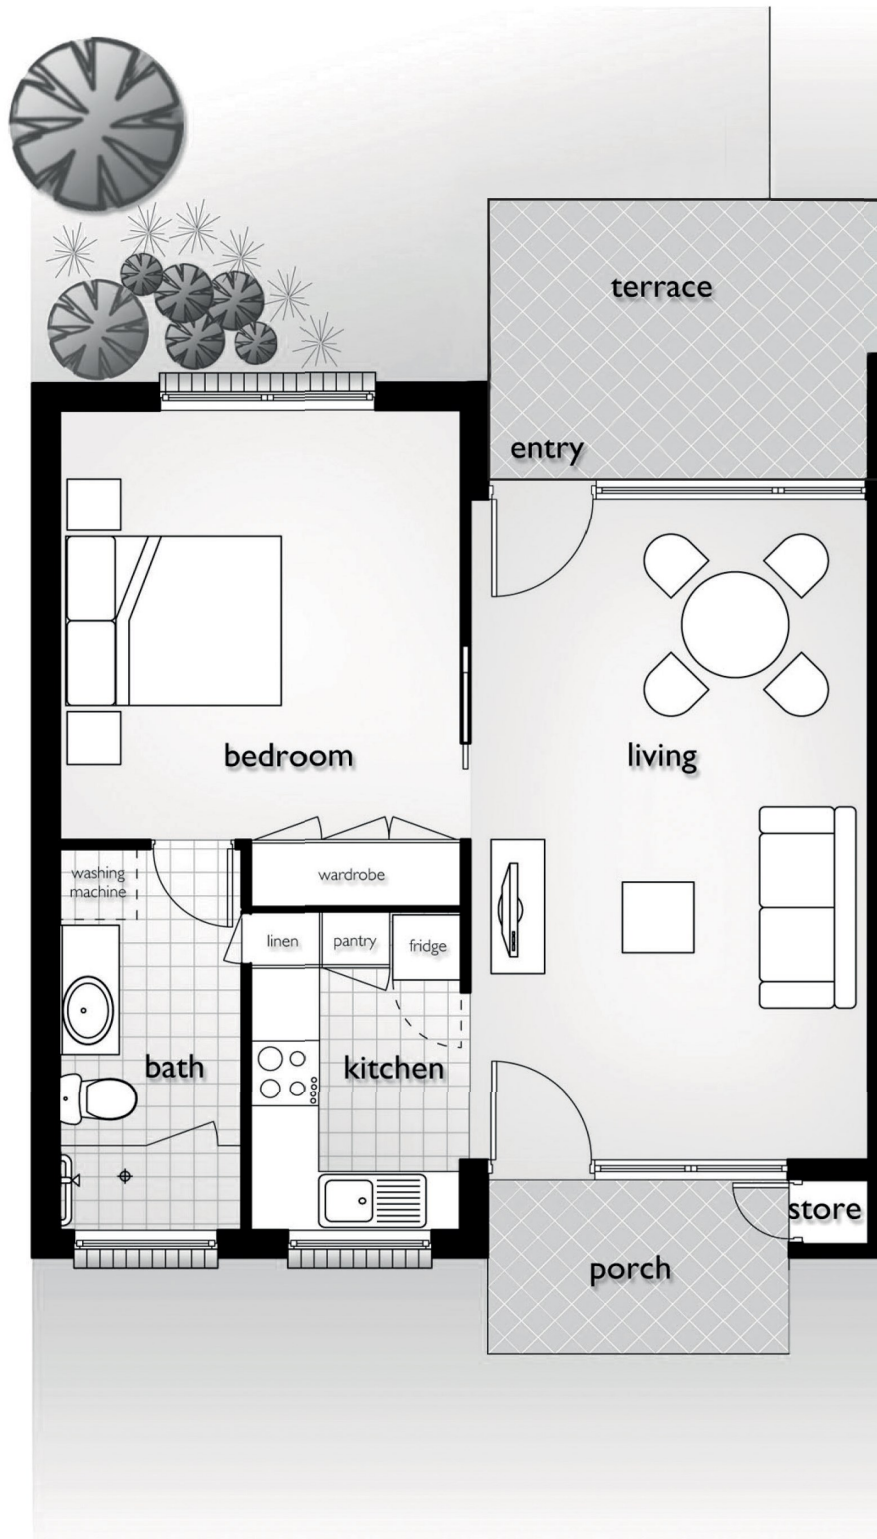 terrace
entry
bedroom
living
washing
machine
wardrobe
linen
pantry
fridge
bath
kitchen
store
porch